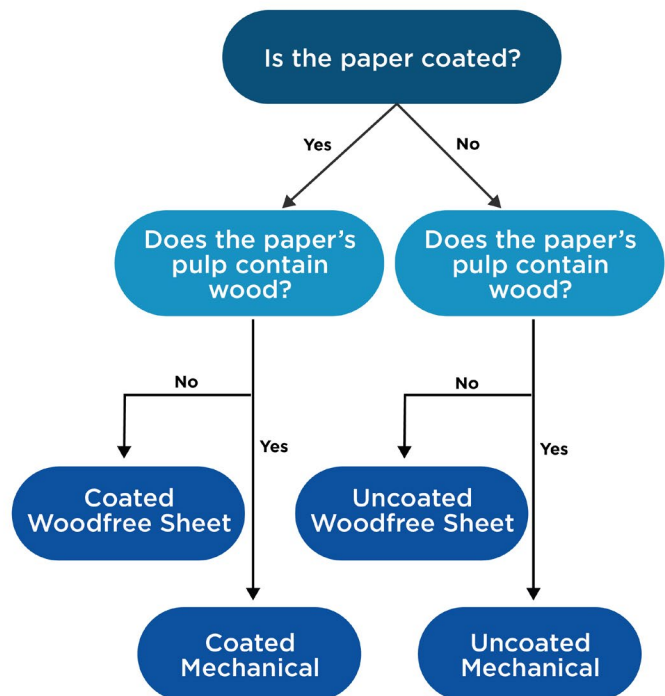 Is the paper coated?
Yes
No
Does the paper's
pulp contain
wood?
Does the paper's
pulp contain
wood?
No
Yes
No
Yes
Coated
Woodfree Sheet
Uncoated
Woodfree Sheet
Coated
Mechanical
Uncoated
Mechanical